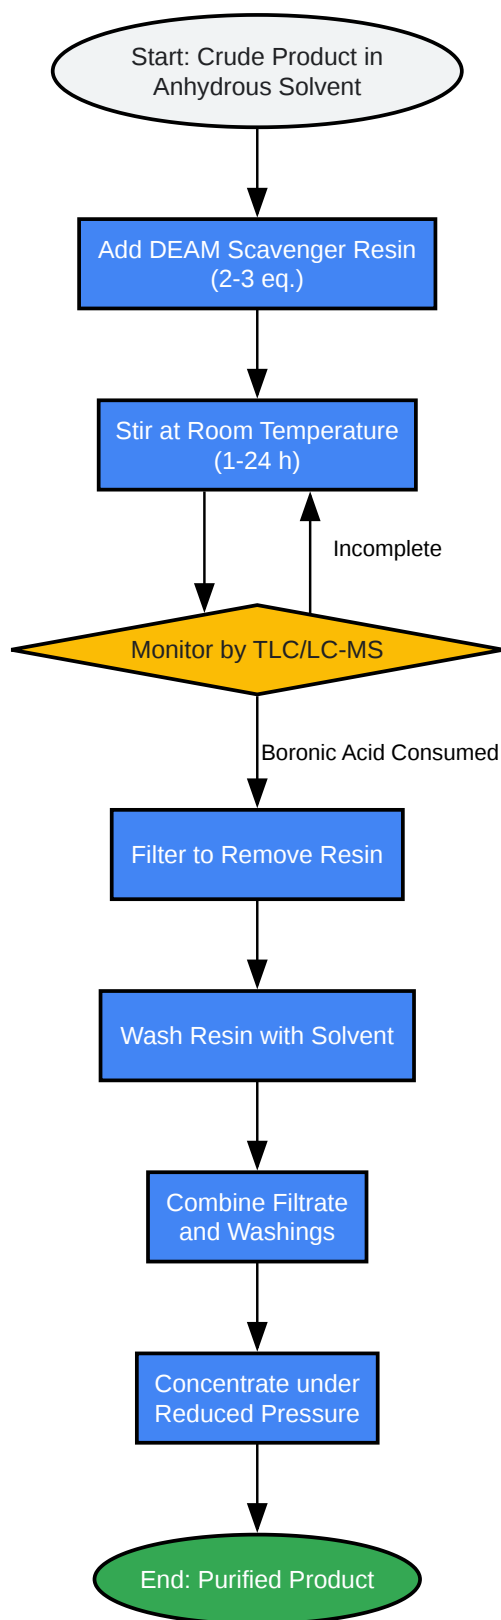 Start: Crude Product in
Anhydrous Solvent
Add DEAM Scavenger Resin
(2-3 eq.)
Stir at Room Temperature
(1-24 h)
Incomplete
Monitor by TLC/LC-MS
Boronic Acid Consumed
Filter to Remove Resin
Wash Resin with Solvent
Combine Filtrate
and Washings
Concentrate under
Reduced Pressure
End: Purified Product